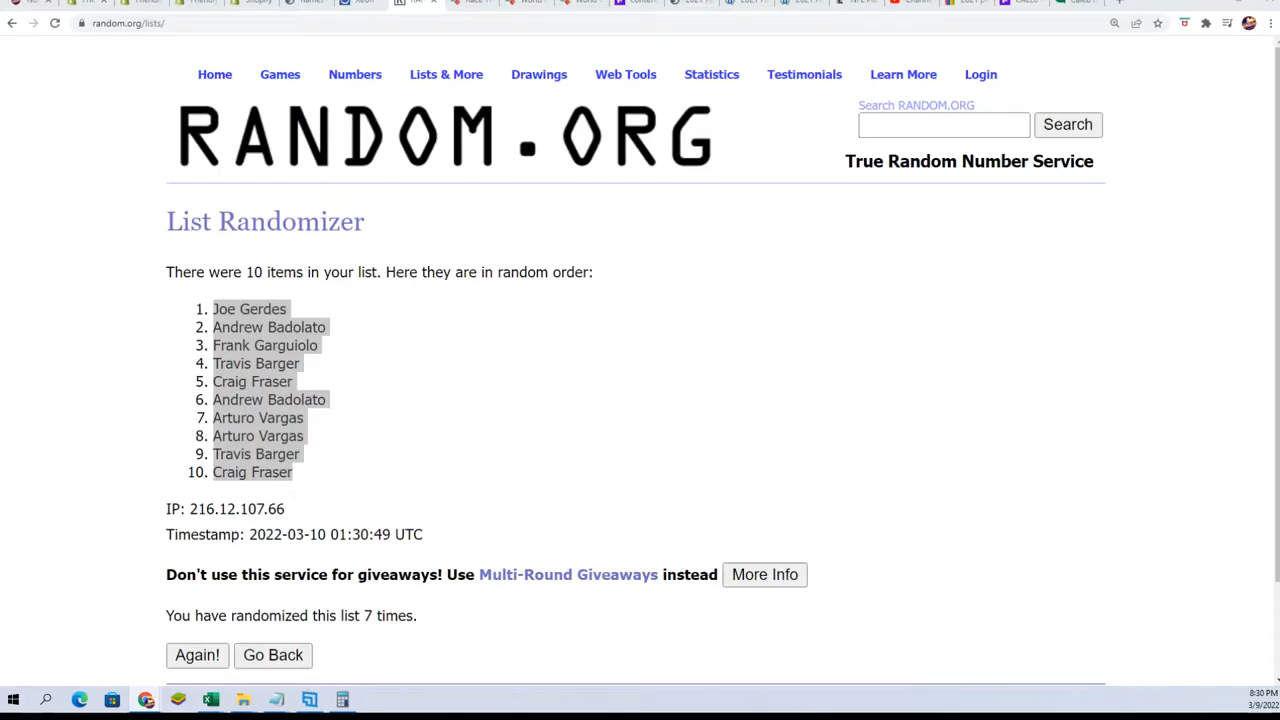 random.org/lists/
Home Games Numbers Lists & More Drawings Web Tools Statistics Testimonials Learn More Login
RANDOM.ORG
Search RANDOM.ORG
Search
True Random Number Service
List Randomizer
There were 10 items in your list. Here they are in random order:
1. Joe Gerdes
2. Andrew Badolato
3. Frank Garguiolo
4. Travis Barger
5. Craig Fraser
6. Andrew Badolato
7. Arturo Vargas
8. Arturo Vargas
9. Travis Barger
10. Craig Fraser
IP: 216.12.107.66
Timestamp: 2022-03-10 01:30:49 UTC
Don't use this service for giveaways! Use Multi-Round Giveaways instead More Info
You have randomized this list 7 times.
Again! Go Back
8:30 PM
3/9/2022